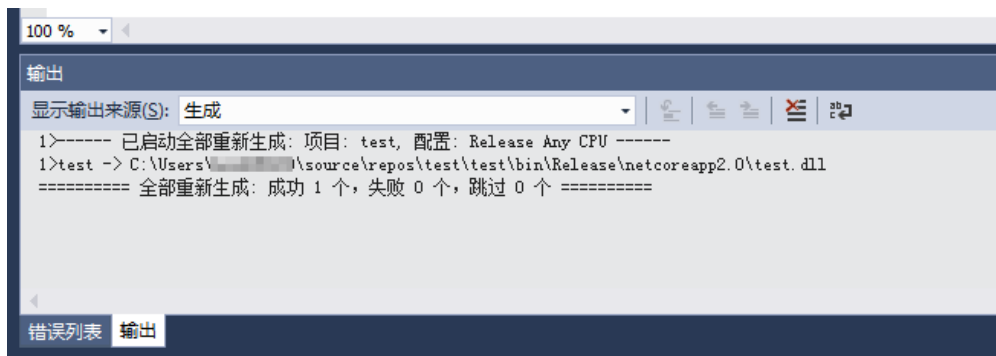 100 %
输出
显示输出来源(S): 生成
1>------ 已启动全部重新生成: 项目: test, 配置: Release Any CPU ------
1>test -> C:\Users\ \source\repos\test\test\bin\Release\netcoreapp2.0\test.dll
========== 全部重新生成: 成功 1 个，失败 0 个，跳过 0 个 ==========
错误列表 输出